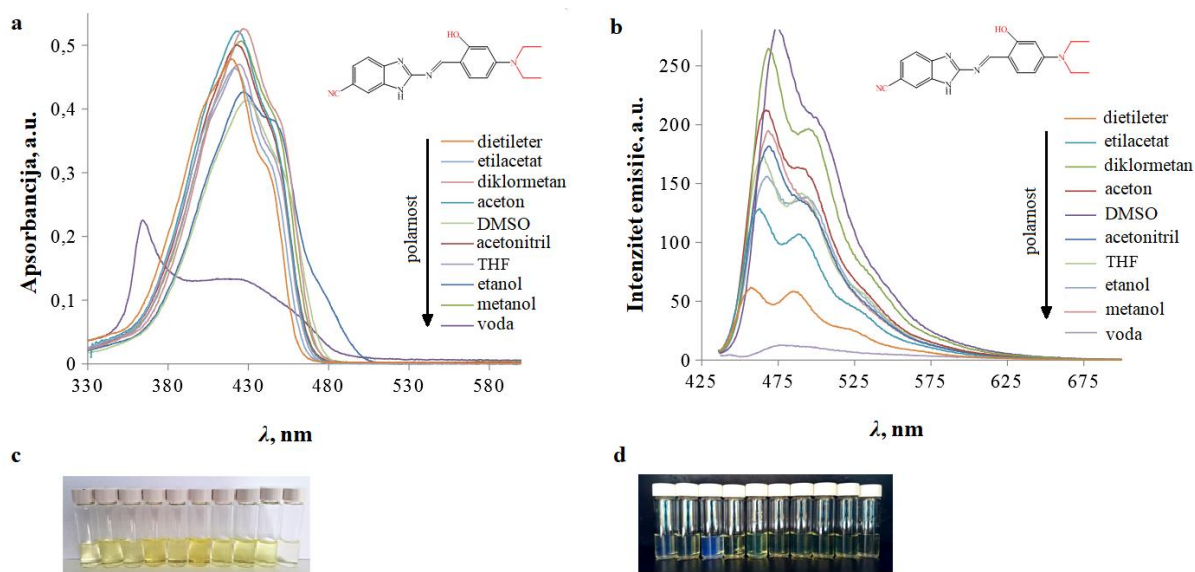 a
Apsorbancija, a.u.
0,5
0,4
0,3
0,2
0,1
0
330 380 430 480 530 580
λ, nm
HO
N
N
N
H
N
NC
polarnost
dietileter
etilacetat
diklormetan
aceton
DMSO
acetonitril
THF
etanol
metanol
voda
b
Intenzitet emisije, a.u.
250
200
150
100
50
0
425 475 525 575 625 675
λ, nm
HO
N
N
N
H
N
NC
polarnost
dietileter
etilacetat
diklormetan
aceton
DMSO
acetonitril
THF
etanol
metanol
voda
c
d